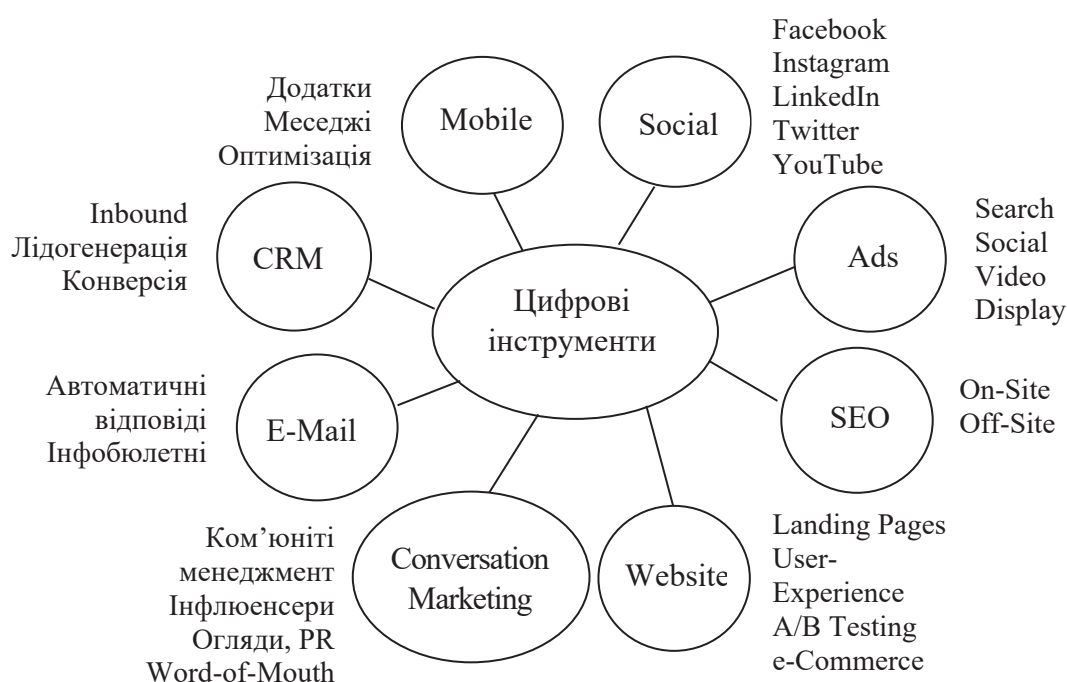 Facebook
Instagram
LinkedIn
Twitter
YouTube
Social
Додатки
Меседжі
Оптимізація
Mobile
Inbound
Лідогенерація
Конверсія
CRM
Ads
Search
Social
Video
Display
Цифрові
інструменти
Автоматичні
відповіді
Інфобюлетні
E-Mail
SEO
On-Site
Off-Site
Ком’юніті
менеджмент
Інфлюенсери
Огляди, PR
Word-of-Mouth
Conversation
Marketing
Website
Landing Pages
User-
Experience
A/B Testing
e-Commerce